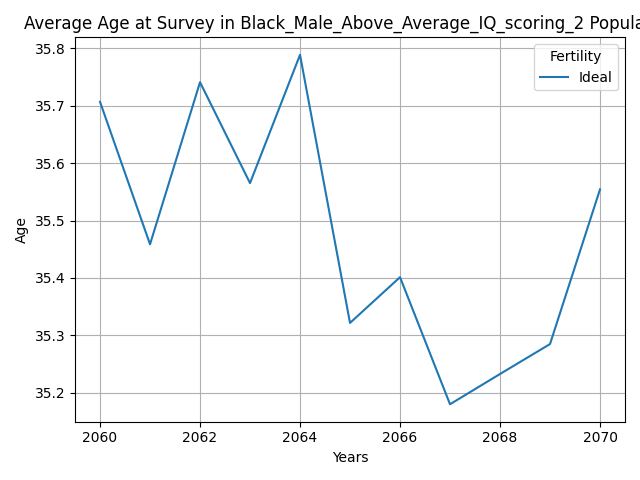 Average Age at Survey in Black_Male_Above_Average_IQ_scoring_2 Popula
35.8
35.7
35.6
35.5
35.4
35.3
35.2
Age
Fertility
Ideal
2060 2062 2064 2066 2068 2070
Years